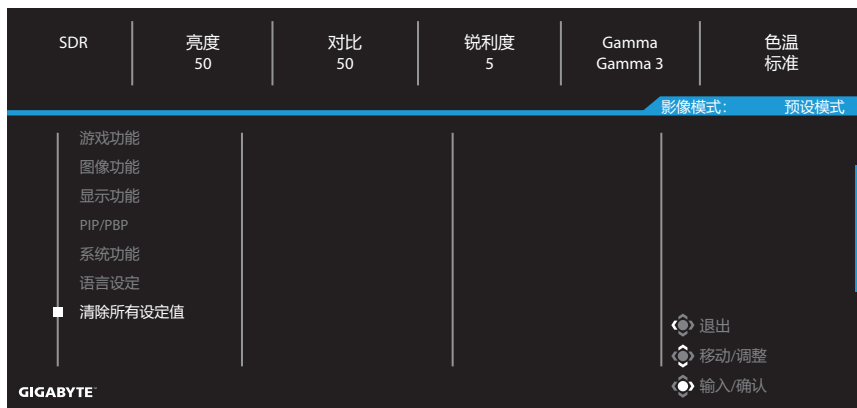 SDR 亮度 对比 锐利度 Gamma 色温
50 50 5 Gamma 3 标准
影像模式: 预设模式
游戏功能
图像功能
显示功能
PIP/PBP
系统功能
语言设定
清除所有设定值
退出
移动/调整
输入/确认
GIGABYTE™